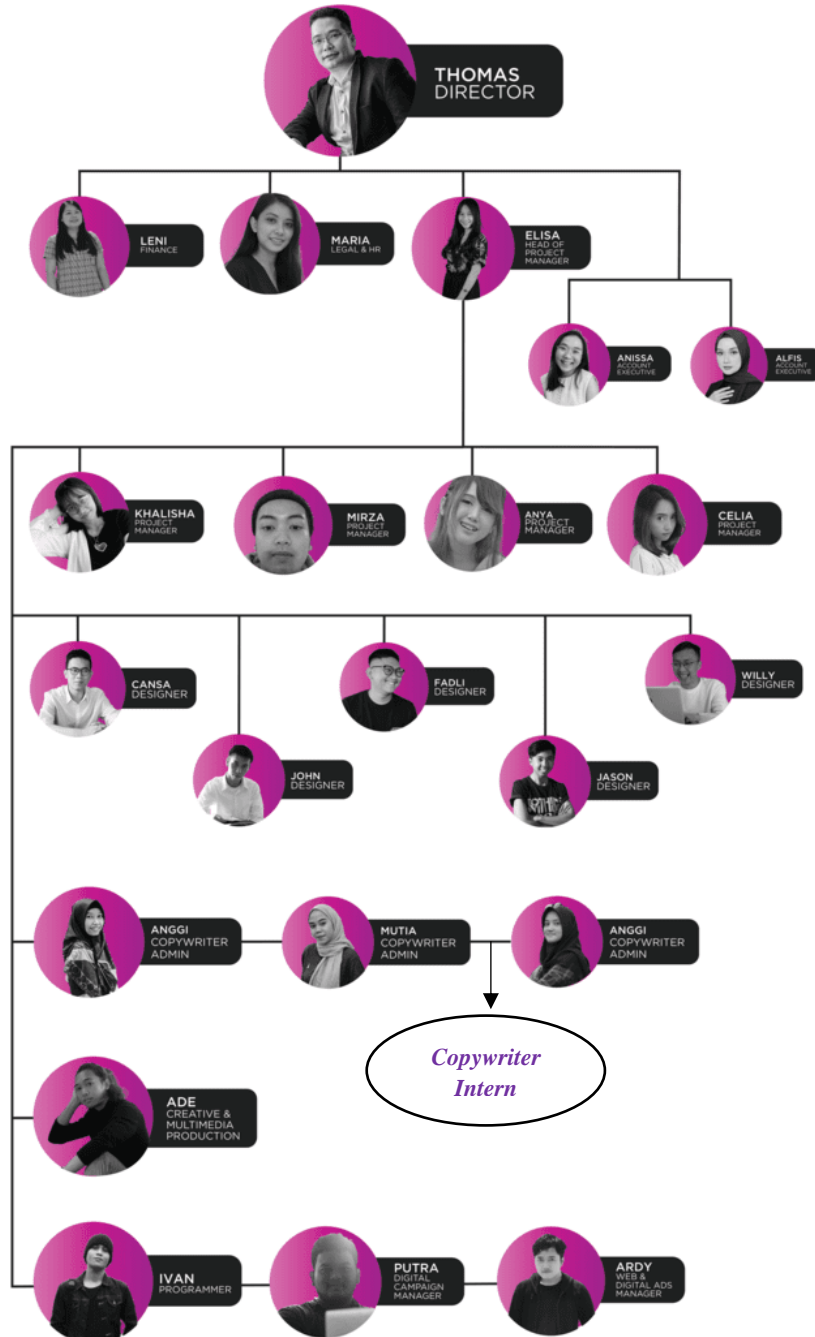 THOMAS
DIRECTOR
LENI
FINANCE
MARIA
LEGAL & HR
ELISA
HEAD OF
PROJECT
MANAGER
ANISSA
ACCOUNT
EXECUTIVE
ALFIS
ACCOUNT
EXECUTIVE
KHALISHA
PROJECT
MANAGER
MIRZA
PROJECT
MANAGER
ANYA
PROJECT
MANAGER
CELIA
PROJECT
MANAGER
CANSA
DESIGNER
FADLI
DESIGNER
WILLY
DESIGNER
JOHN
DESIGNER
JASON
DESIGNER
ANGGI
COPYWRITER
ADMIN
MUTIA
COPYWRITER
ADMIN
ANGGI
COPYWRITER
ADMIN
Copywriter
Intern
ADE
CREATIVE &
MULTIMEDIA
PRODUCTION
IVAN
PROGRAMMER
PUTRA
DIGITAL
CAMPAIGN
MANAGER
ARDY
WEB &
DIGITAL ADS
MANAGER